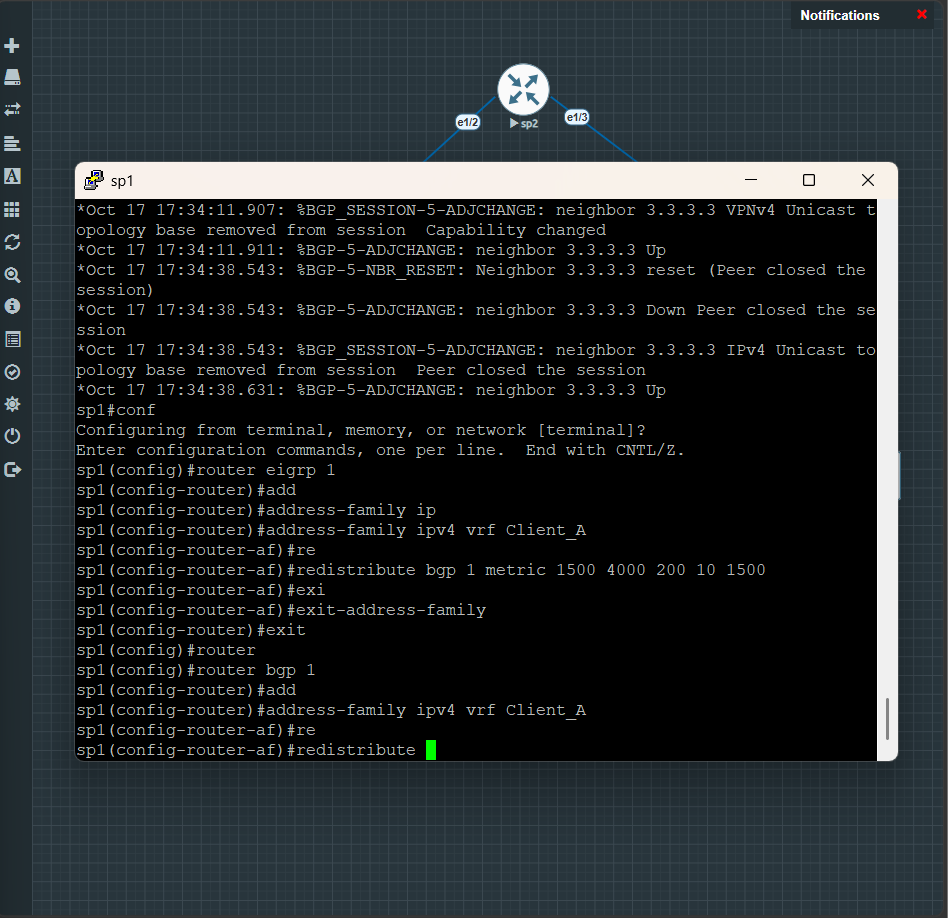 Notifications
e1/2
e1/3
sp2
sp1
*Oct 17 17:34:11.907: %BGP_SESSION-5-ADJCHANGE: neighbor 3.3.3.3 VPNv4 Unicast t
opology base removed from session  Capability changed
*Oct 17 17:34:11.911: %BGP-5-ADJCHANGE: neighbor 3.3.3.3 Up
*Oct 17 17:34:38.543: %BGP-5-NBR_RESET: Neighbor 3.3.3.3 reset (Peer closed the
session)
*Oct 17 17:34:38.543: %BGP-5-ADJCHANGE: neighbor 3.3.3.3 Down Peer closed the se
ssion
*Oct 17 17:34:38.543: %BGP_SESSION-5-ADJCHANGE: neighbor 3.3.3.3 IPv4 Unicast to
pology base removed from session  Peer closed the session
*Oct 17 17:34:38.631: %BGP-5-ADJCHANGE: neighbor 3.3.3.3 Up
sp1#conf
Configuring from terminal, memory, or network [terminal]?
Enter configuration commands, one per line.  End with CNTL/Z.
sp1(config)#router eigrp 1
sp1(config-router)#add
sp1(config-router)#address-family ip
sp1(config-router)#address-family ipv4 vrf Client_A
sp1(config-router-af)#re
sp1(config-router-af)#redistribute bgp 1 metric 1500 4000 200 10 1500
sp1(config-router-af)#exi
sp1(config-router-af)#exit-address-family
sp1(config-router)#exit
sp1(config)#router
sp1(config)#router bgp 1
sp1(config-router)#add
sp1(config-router)#address-family ipv4 vrf Client_A
sp1(config-router-af)#re
sp1(config-router-af)#redistribute